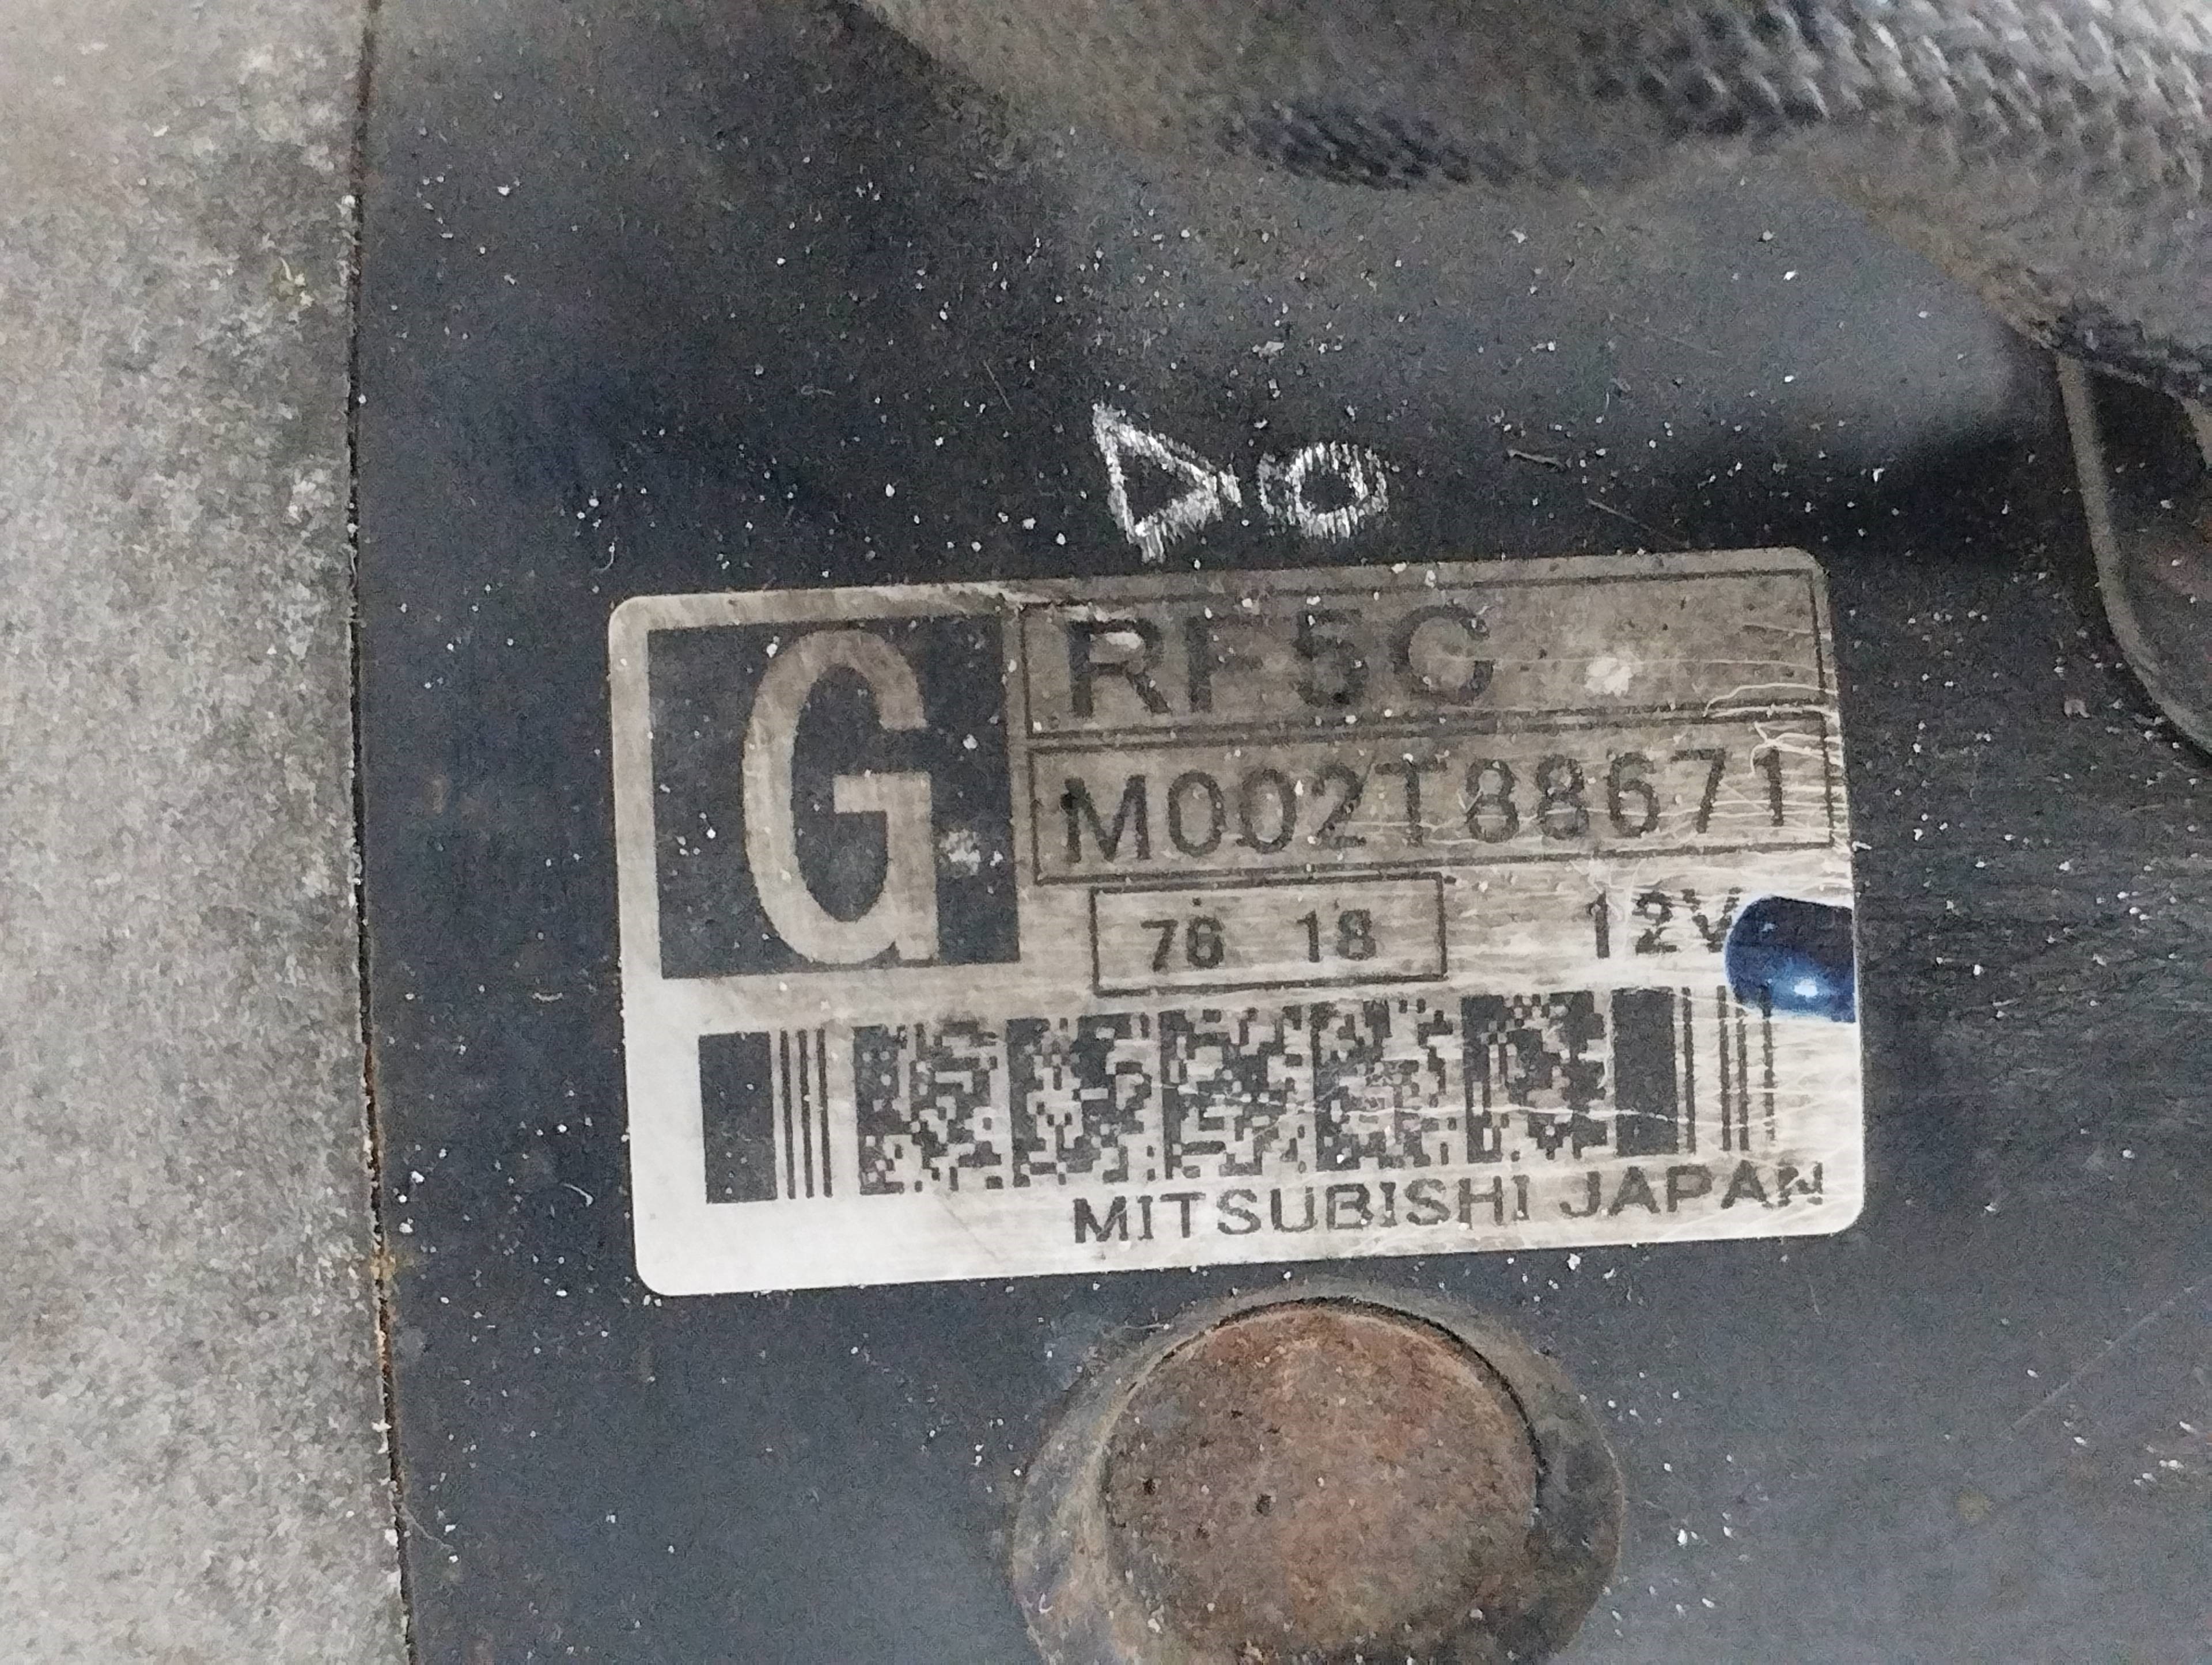 G
RF5C
M002T88671
76 18
12V
MITSUBISHI JAPAN